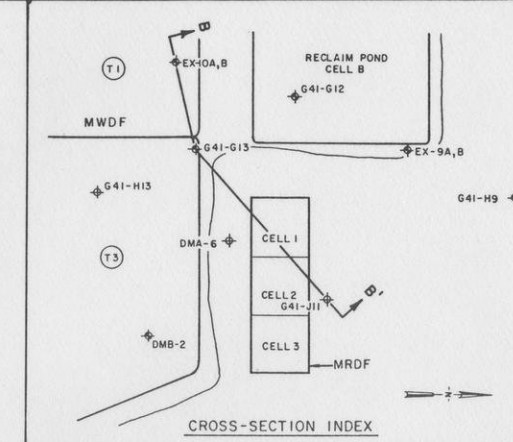 B
T1
EX-10A,B
RECLAIM POND
CELL B
G41-G12
MWDF
G41-G13
EX-9A,B
G41-H13
G41-H9
DMA-6
CELL 1
T3
CELL 2
G41-J11
B'
DMB-2
CELL 3
MRDF
N
CROSS-SECTION INDEX